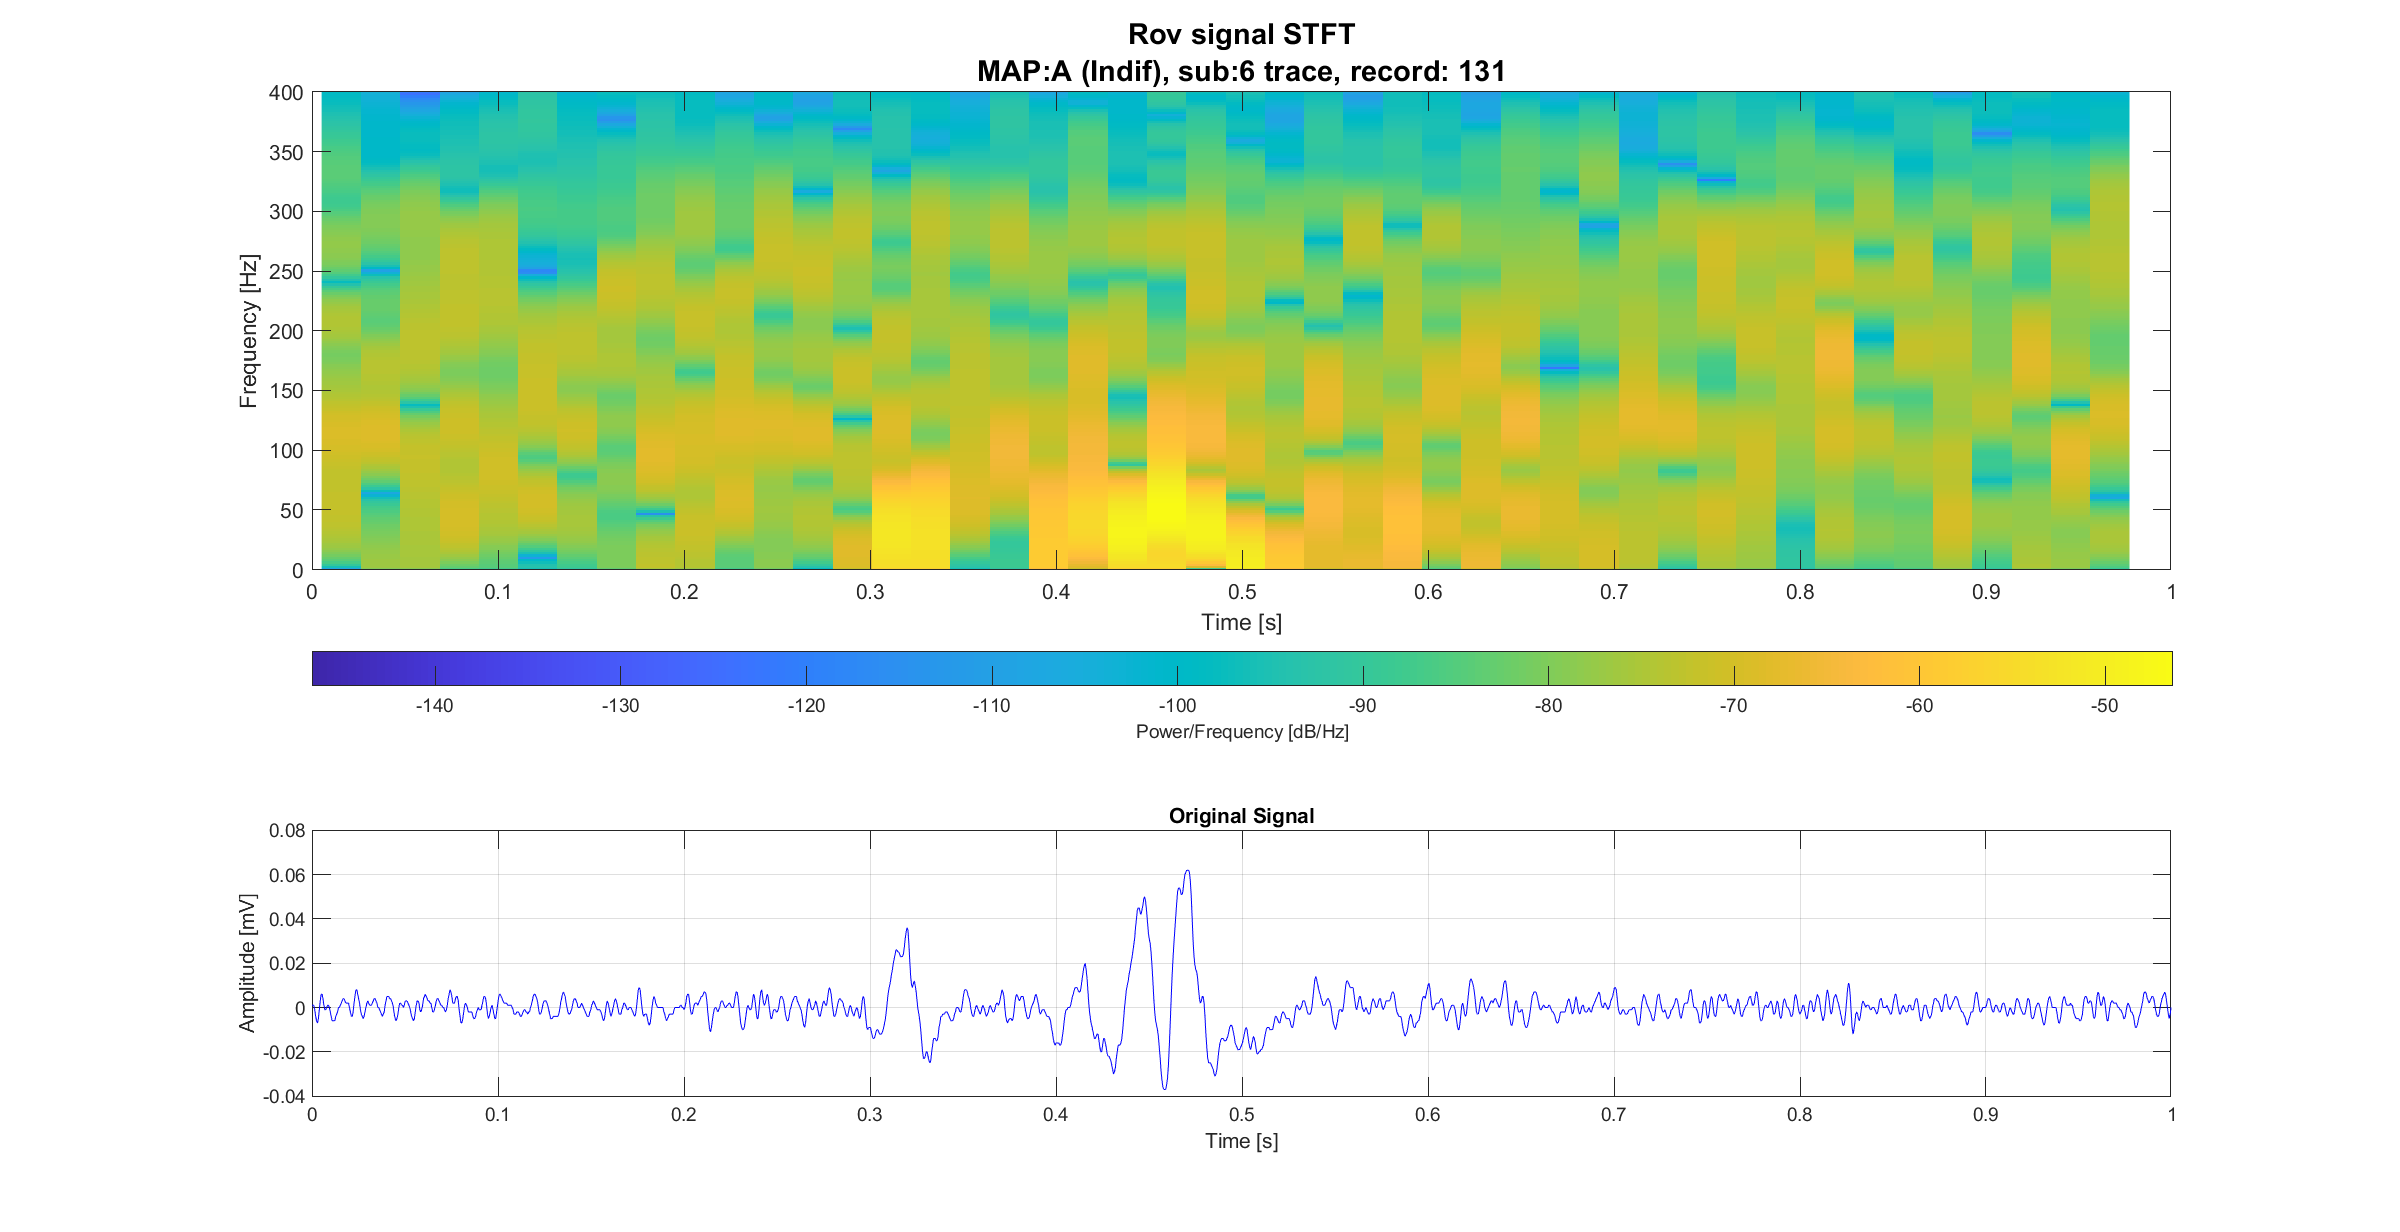 Rov signal STFT
MAP:A (Indif), sub:6 trace, record: 131
400
350
300
250
200
150
100
50
0
Frequency [Hz]
0 0.1 0.2 0.3 0.4 0.5 0.6 0.7 0.8 0.9 1
Time [s]
-140 -130 -120 -110 -100 -90 -80 -70 -60 -50
Power/Frequency [dB/Hz]
Original Signal
0.08
0.06
0.04
0.02
0
-0.02
-0.04
Amplitude [mV]
0 0.1 0.2 0.3 0.4 0.5 0.6 0.7 0.8 0.9 1
Time [s]